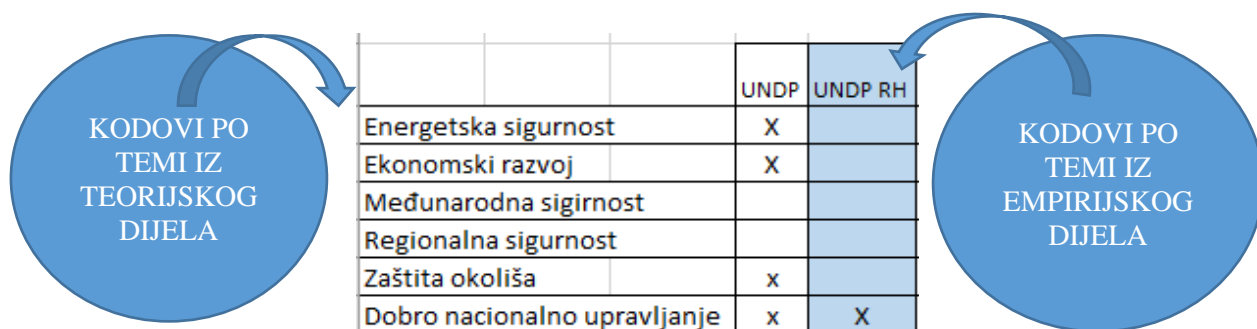 KODOVI PO
TEMI IZ
TEORIJSKOG
DIJELA
UNDP UNDP RH
Energetska sigurnost X
Ekonomski razvoj X
Međunarodna sigirnost
Regionalna sigurnost
Zaštita okoliša x
Dobro nacionalno upravljanje x X
KODOVI PO
TEMI IZ
EMPIRIJSKOG
DIJELA